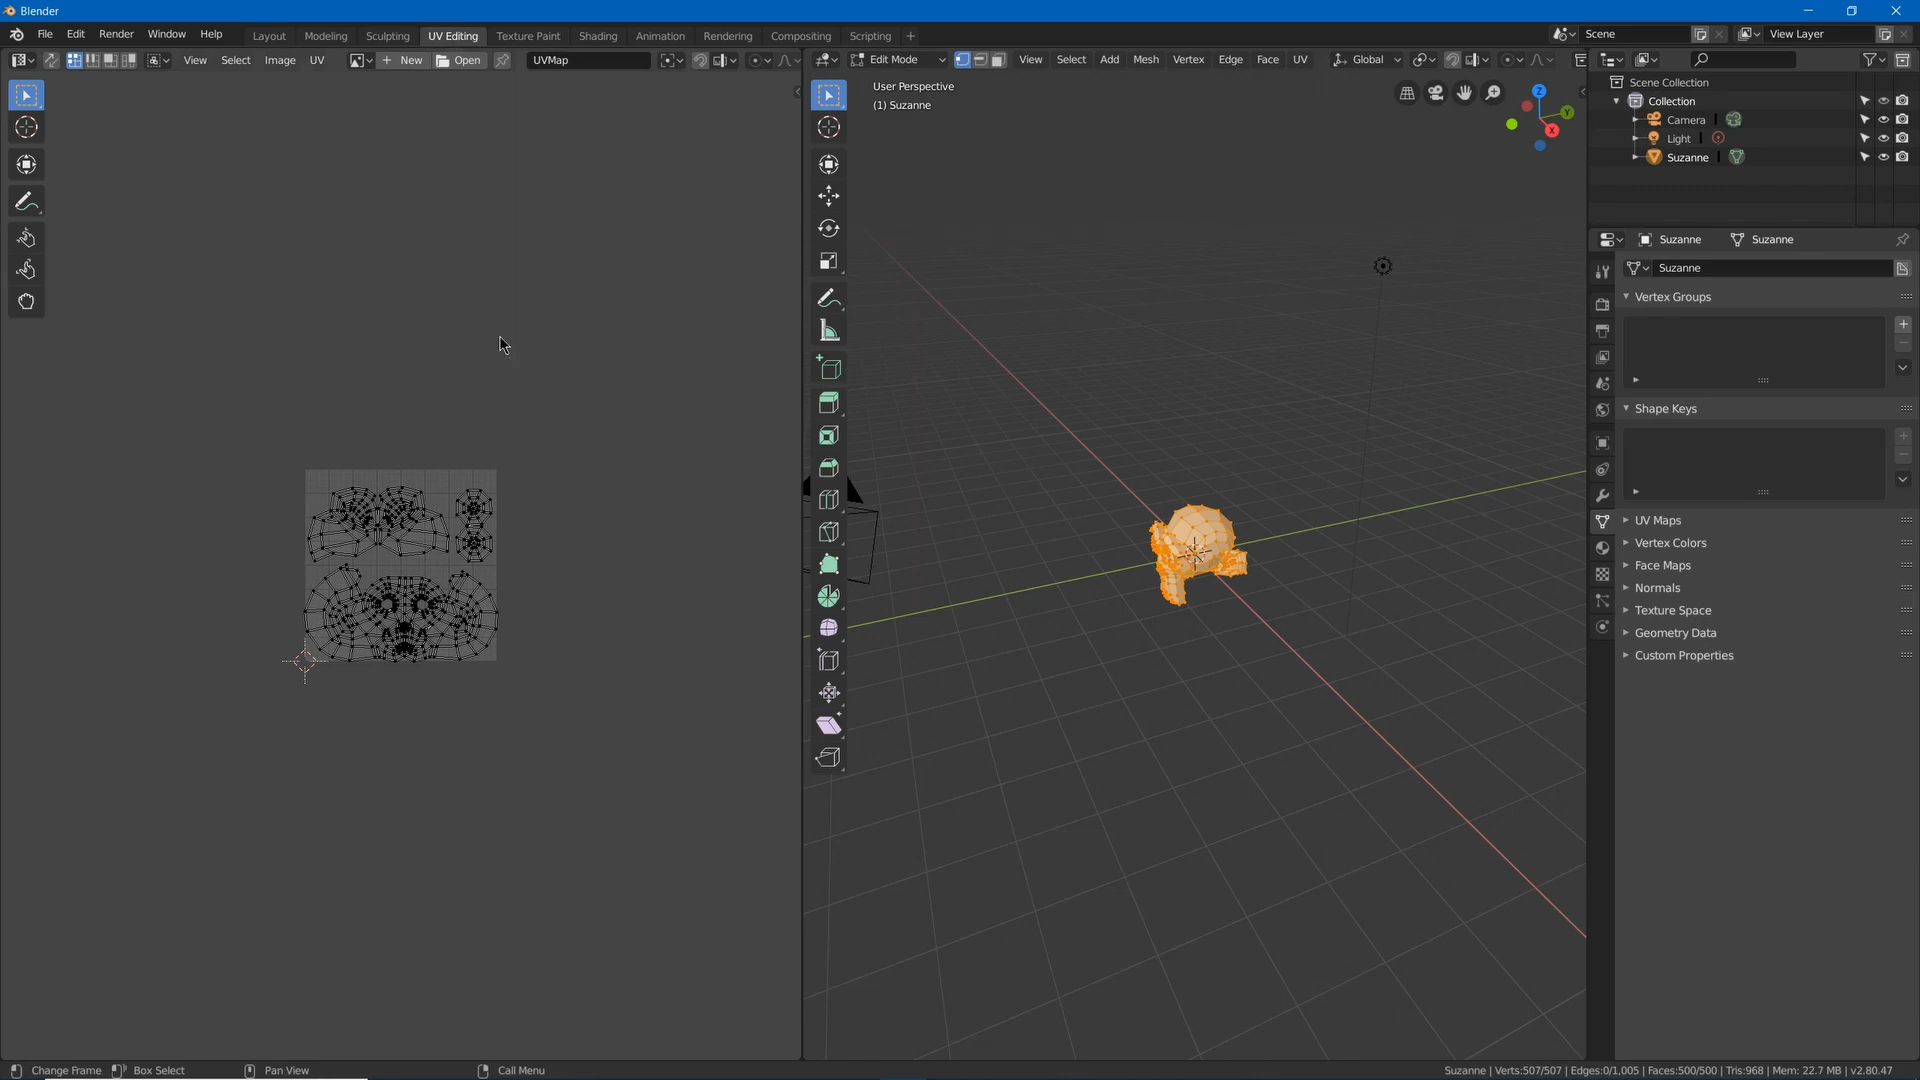 Blender
File Edit Render Window Help Layout Modeling Sculpting UV Editing Texture Paint Shading Animation Rendering Compositing Scripting Scene View Layer
View Select Image UV New Open UVMap
Edit Mode View Select Add Mesh Vertex Edge Face UV Global
User Perspective
(1) Suzanne
Z
Y
X
Scene Collection
Collection
Camera
Light
Suzanne
Suzanne Suzanne
Suzanne
Vertex Groups
Shape Keys
UV Maps
Vertex Colors
Face Maps
Normals
Texture Space
Geometry Data
Custom Properties
Change Frame Box Select Pan View Call Menu Suzanne | Verts:507/507 | Edges:0/1,005 | Faces:500/500 | Tris:968 | Mem: 22.7 MB | v2.80.47